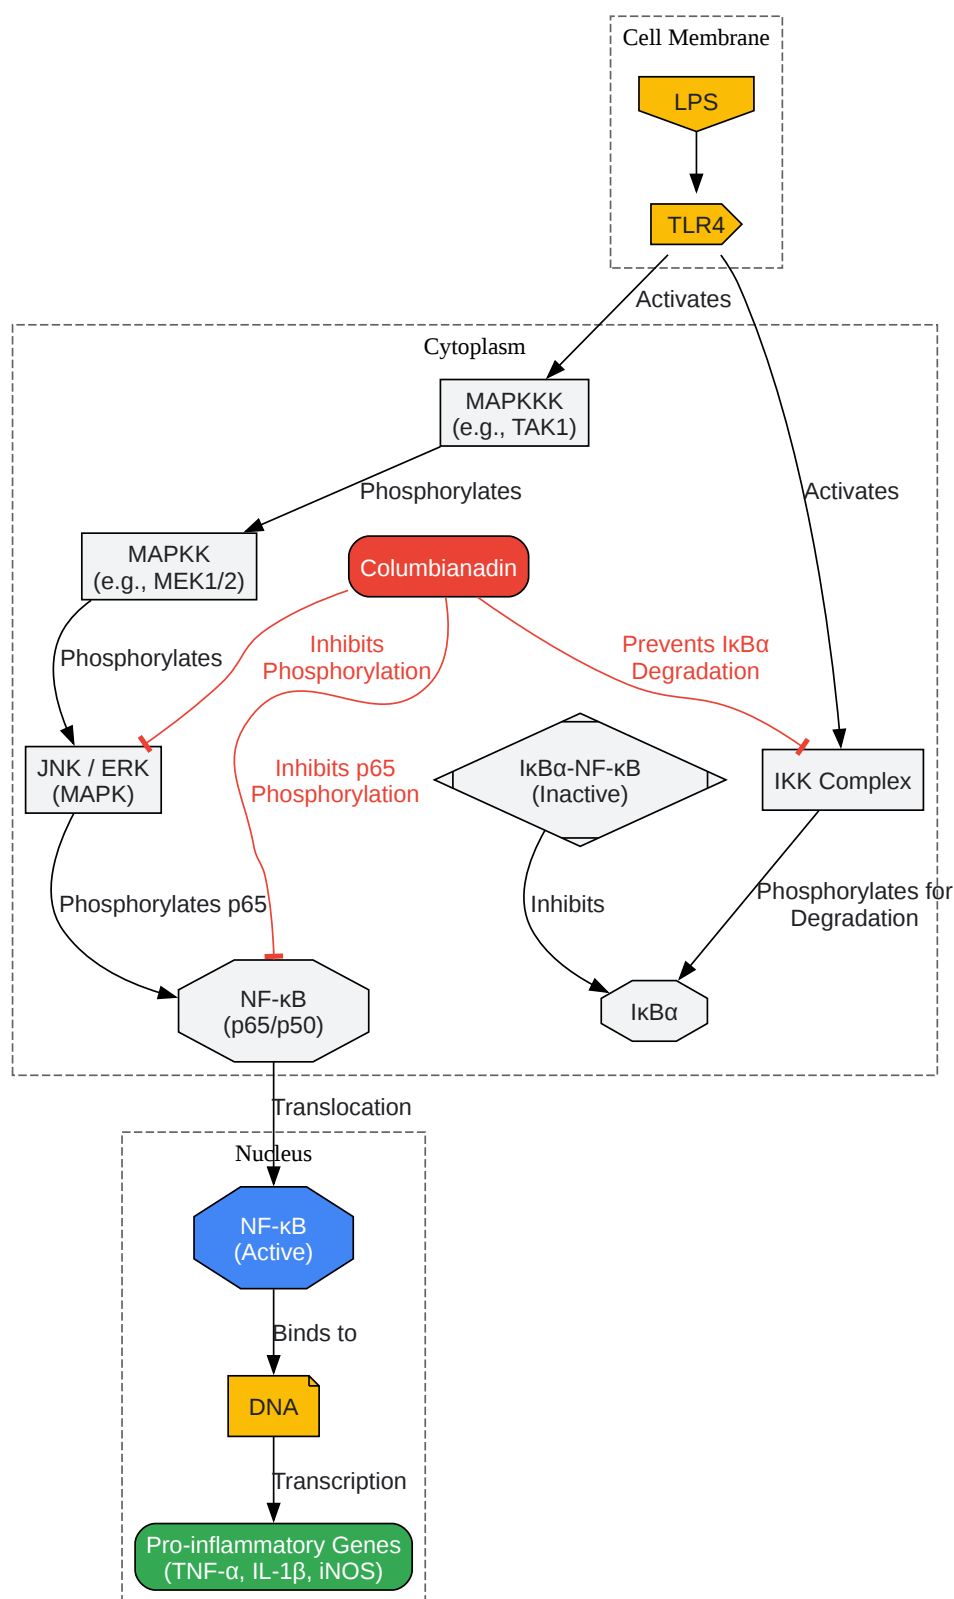 Cell Membrane
LPS
TLR4
Activates
Cytoplasm
MAPKKK
(e.g., TAK1)
Phosphorylates
Activates
MAPKK
(e.g., MEK1/2)
Columbianadin
Phosphorylates
Inhibits
Phosphorylation
Prevents IκBα
Degradation
JNK / ERK
(MAPK)
Inhibits p65
Phosphorylation
IκBα-NF-κB
(Inactive)
IKK Complex
Phosphorylates p65
Inhibits
Phosphorylates for
Degradation
NF-κB
(p65/p50)
IκBα
Translocation
Nucleus
NF-κB
(Active)
Binds to
DNA
Transcription
Pro-inflammatory Genes
(TNF-α, IL-1β, iNOS)